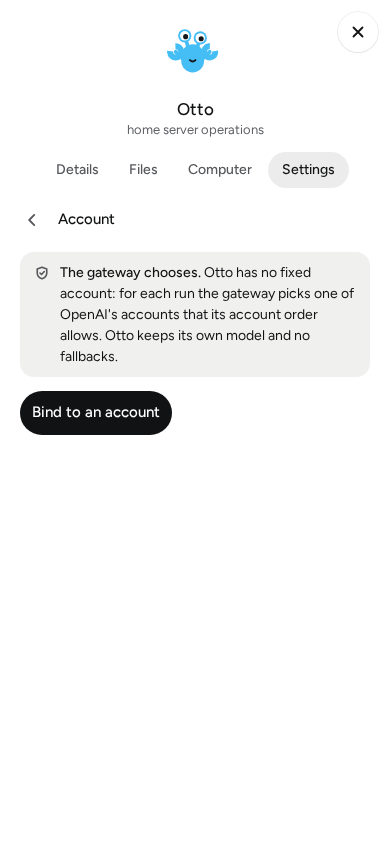 Otto
home server operations
Details
Files
Computer
Settings
Account
The gateway chooses. Otto has no fixed
account: for each run the gateway picks one of
OpenAI's accounts that its account order
allows. Otto keeps its own model and no
fallbacks.
Bind to an account